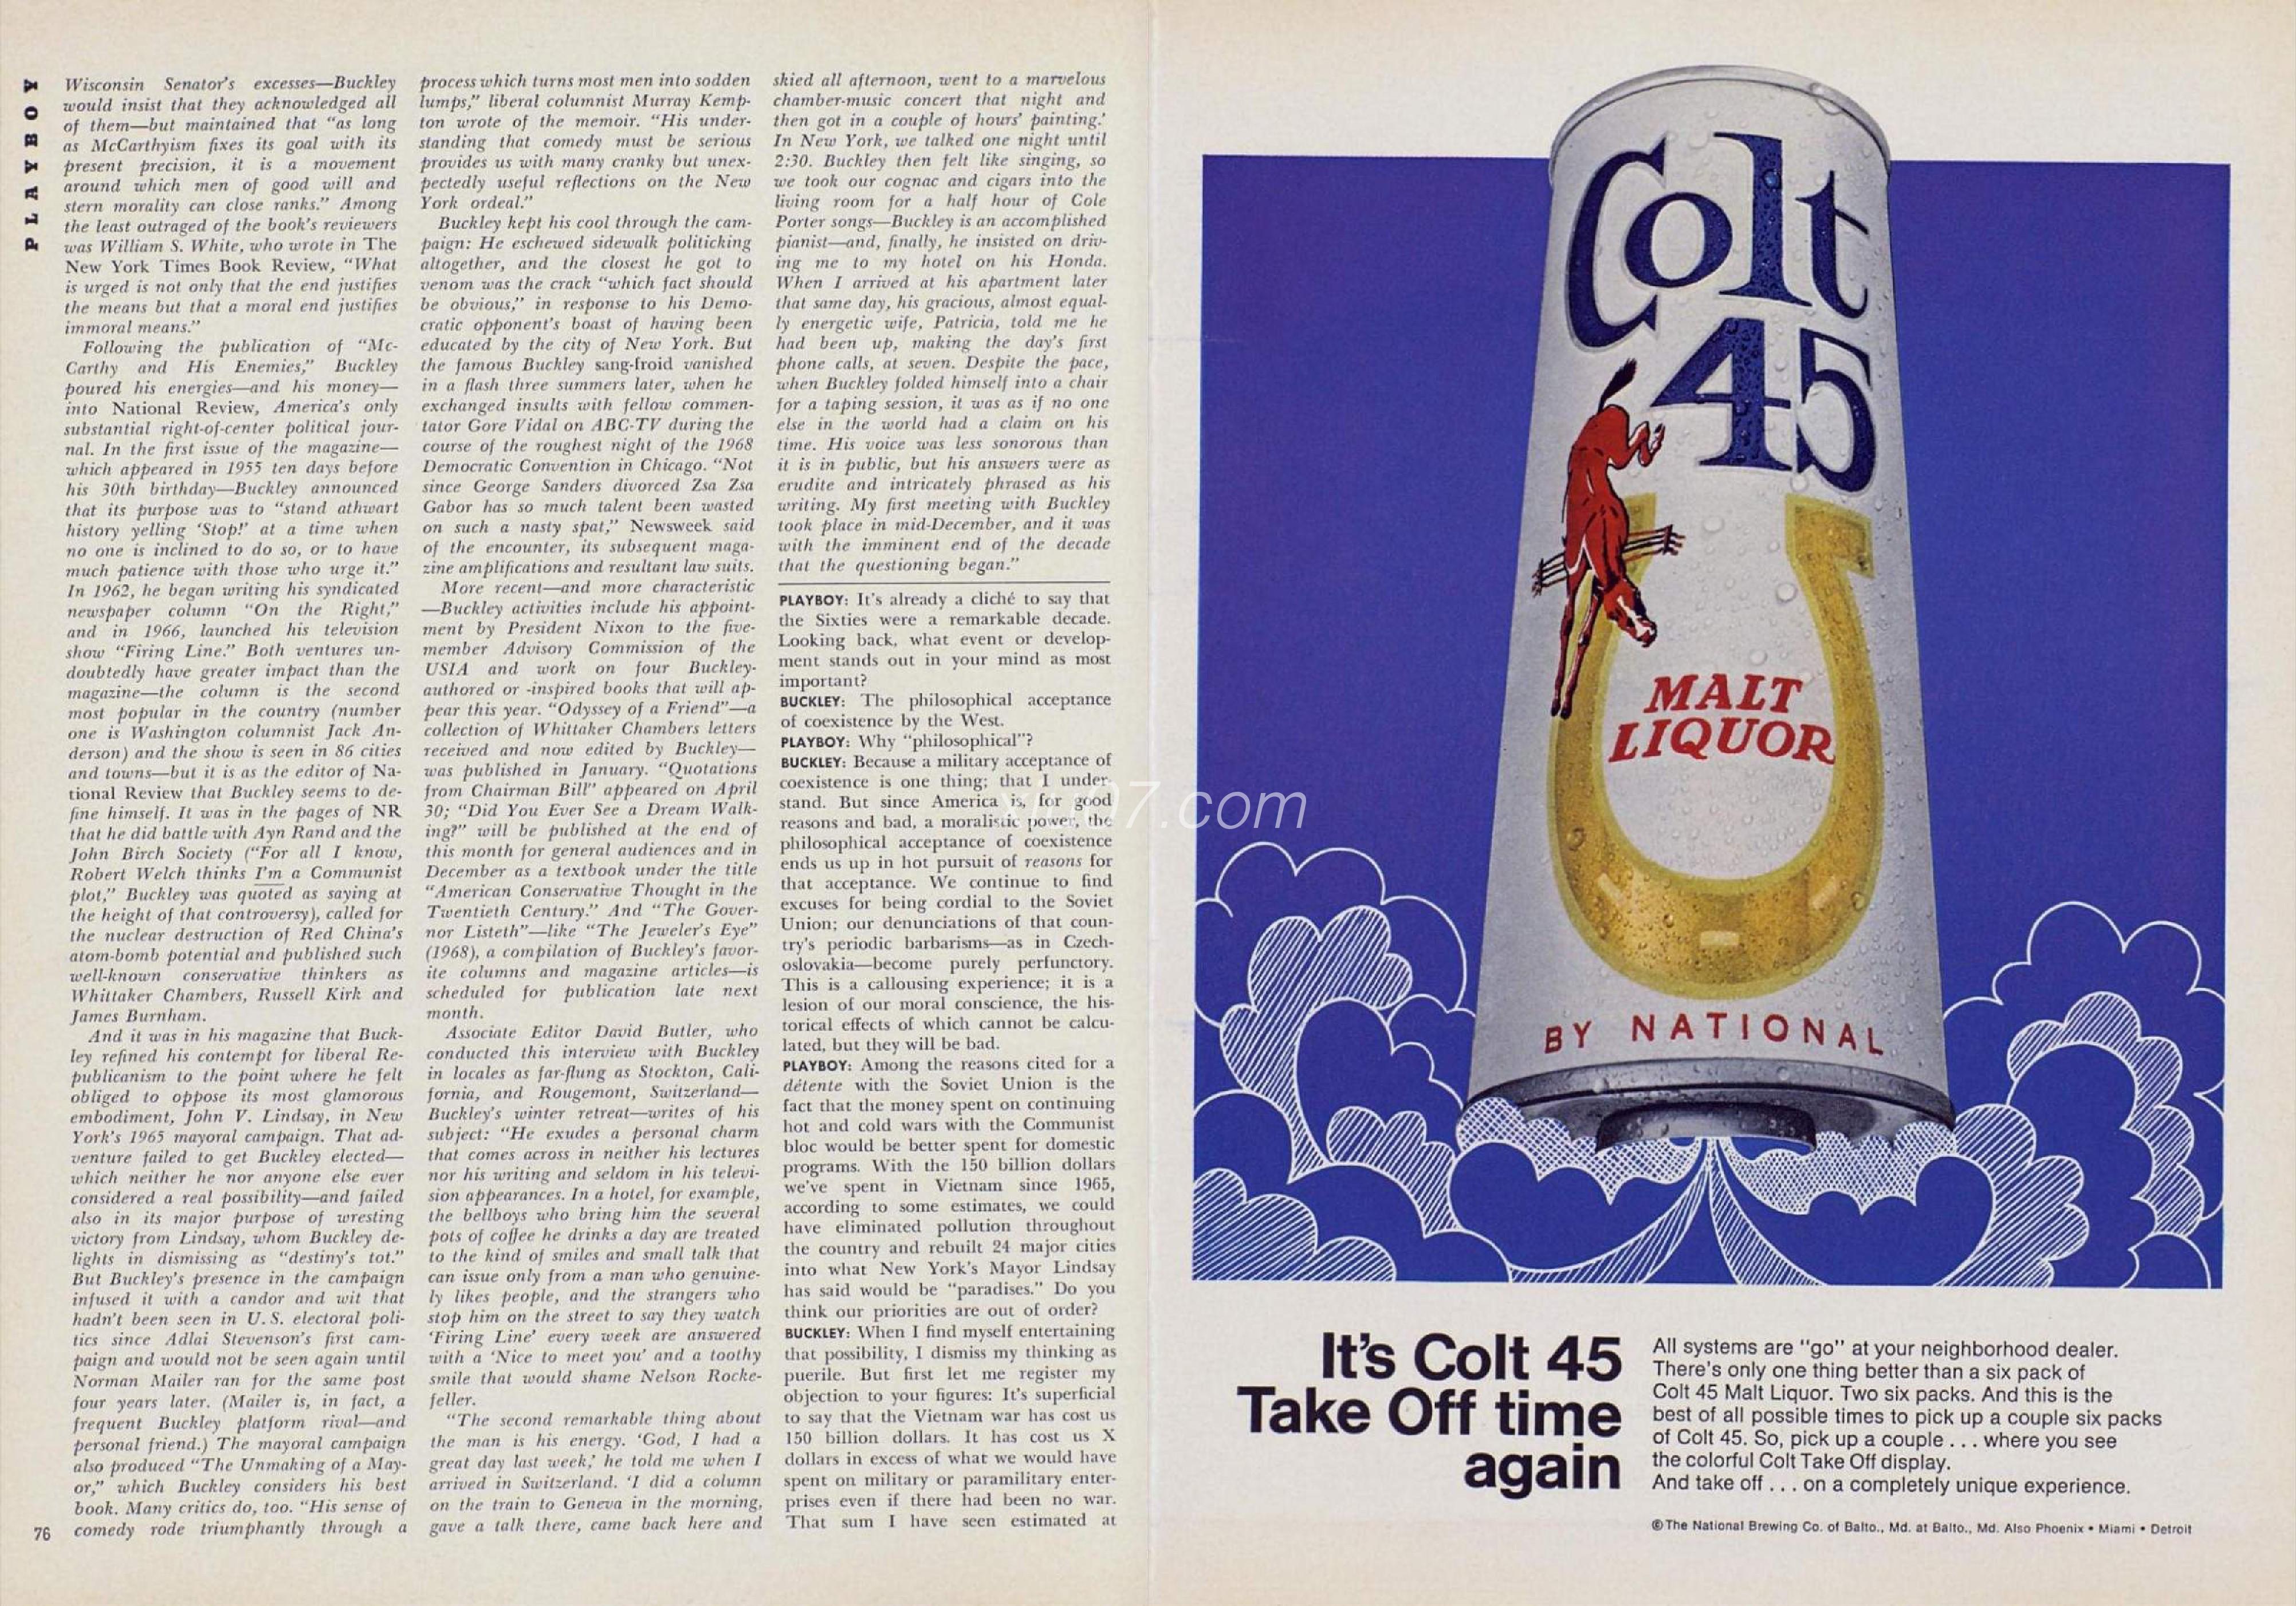 PLAYBOY
Wisconsin Senator's excesses—Buckley
would insist that they acknowledged all
of them—but maintained that “as long
as McCarthyism fixes its goal with its
present precision, it is a movement
around which men of good will and
stern morality can close ranks.” Among
the least outraged of the book's reviewers
was William S. White, who wrote in The
New York Times Book Review, “What
is urged is not only that the end justifies
the means but that a moral end justifies
immoral means.”
Following the publication of “Mc-
Carthy and His Enemies,” Buckley
poured his energies—and his money—
into National Review, America's only
substantial right-of-center political jour-
nal. In the first issue of the magazine—
which appeared in 1955 ten days before
his 30th birthday—Buckley announced
that its purpose was to “stand athwart
history yelling ‘Stop!’ at a time when
no one is inclined to do so, or to have
much patience with those who urge it.”
In 1962, he began writing his syndicated
newspaper column “On the Right,”
and in 1966, launched his television
show “Firing Line.” Both ventures un-
doubtedly have greater impact than the
magazine—the column is the second
most popular in the country (number
one is Washington columnist Jack An-
derson) and the show is seen in 86 cities
and towns—but it is as the editor of Na-
tional Review that Buckley seems to de-
fine himself. It was in the pages of NR
that he did battle with Ayn Rand and the
John Birch Society (“For all I know,
Robert Welch thinks I'm a Communist
plot,” Buckley was quoted as saying at
the height of that controversy), called for
the nuclear destruction of Red China's
atom-bomb potential and published such
well-known conservative thinkers as
Whittaker Chambers, Russell Kirk and
James Burnham.
And it was in his magazine that Buck-
ley refined his contempt for liberal Re-
publicanism to the point where he felt
obliged to oppose its most glamorous
embodiment, John V. Lindsay, in New
York's 1965 mayoral campaign. That ad-
venture failed to get Buckley elected—
which neither he nor anyone else ever
considered a real possibility—and failed
also in its major purpose of wresting
victory from Lindsay, whom Buckley de-
lights in dismissing as “destiny's tot.”
But Buckley's presence in the campaign
infused it with a candor and wit that
hadn't been seen in U. S. electoral poli-
tics since Adlai Stevenson's first cam-
paign and would not be seen again until
Norman Mailer ran for the same post
four years later. (Mailer is, in fact, a
frequent Buckley platform rival—and
personal friend.) The mayoral campaign
also produced “The Unmaking of a May-
or,” which Buckley considers his best
book. Many critics do, too. “His sense of
comedy rode triumphantly through a
76
process which turns most men into sodden
lumps,” liberal columnist Murray Kemp-
ton wrote of the memoir. “His under-
standing that comedy must be serious
provides us with many cranky but unex-
pectedly useful reflections on the New
York ordeal.”
Buckley kept his cool through the cam-
paign: He eschewed sidewalk politicking
altogether, and the closest he got to
venom was the crack “which fact should
be obvious,” in response to his Demo-
cratic opponent's boast of having been
educated by the city of New York. But
the famous Buckley sang-froid vanished
in a flash three summers later, when he
exchanged insults with fellow commen-
tator Gore Vidal on ABC-TV during the
course of the roughest night of the 1968
Democratic Convention in Chicago. “Not
since George Sanders divorced Zsa Zsa
Gabor has so much talent been wasted
on such a nasty spat,” Newsweek said
of the encounter, its subsequent maga-
zine amplifications and resultant law suits.
More recent—and more characteristic
—Buckley activities include his appoint-
ment by President Nixon to the five-
member Advisory Commission of the
USIA and work on four Buckley-
authored or -inspired books that will ap-
pear this year. “Odyssey of a Friend”—a
collection of Whittaker Chambers letters
received and now edited by Buckley—
was published in January. “Quotations
from Chairman Bill” appeared on April
30; “Did You Ever See a Dream Walk-
ing?” will be published at the end of
this month for general audiences and in
December as a textbook under the title
“American Conservative Thought in the
Twentieth Century.” And “The Gover-
nor Listeth”—like “The Jeweler's Eye”
(1968), a compilation of Buckley's favor-
ite columns and magazine articles—is
scheduled for publication late next
month.
Associate Editor David Butler, who
conducted this interview with Buckley
in locales as far-flung as Stockton, Cali-
fornia, and Rougemont, Switzerland—
Buckley's winter retreat—writes of his
subject: “He exudes a personal charm
that comes across in neither his lectures
nor his writing and seldom in his televi-
sion appearances. In a hotel, for example,
the bellboys who bring him the several
pots of coffee he drinks a day are treated
to the kind of smiles and small talk that
can issue only from a man who genuine-
ly likes people, and the strangers who
stop him on the street to say they watch
‘Firing Line’ every week are answered
with a ‘Nice to meet you’ and a toothy
smile that would shame Nelson Rocke-
feller.
“The second remarkable thing about
the man is his energy. ‘God, I had a
great day last week,’ he told me when I
arrived in Switzerland. ‘I did a column
on the train to Geneva in the morning,
gave a talk there, came back here and
skied all afternoon, went to a marvelous
chamber-music concert that night and
then got in a couple of hours' painting.’
In New York, we talked one night until
2:30. Buckley then felt like singing, so
we took our cognac and cigars into the
living room for a half hour of Cole
Porter songs—Buckley is an accomplished
pianist—and, finally, he insisted on driv-
ing me to my hotel on his Honda.
When I arrived at his apartment later
that same day, his gracious, almost equal-
ly energetic wife, Patricia, told me he
had been up, making the day's first
phone calls, at seven. Despite the pace,
when Buckley folded himself into a chair
for a taping session, it was as if no one
else in the world had a claim on his
time. His voice was less sonorous than
it is in public, but his answers were as
erudite and intricately phrased as his
writing. My first meeting with Buckley
took place in mid-December, and it was
with the imminent end of the decade
that the questioning began.”
PLAYBOY: It's already a cliché to say that
the Sixties were a remarkable decade.
Looking back, what event or develop-
ment stands out in your mind as most
important?
BUCKLEY: The philosophical acceptance
of coexistence by the West.
PLAYBOY: Why “philosophical”?
BUCKLEY: Because a military acceptance of
coexistence is one thing; that I under-
stand. But since America is, for good
reasons and bad, a moralistic power, the
philosophical acceptance of coexistence
ends us up in hot pursuit of reasons for
that acceptance. We continue to find
excuses for being cordial to the Soviet
Union; our denunciations of that coun-
try's periodic barbarisms—as in Czech-
oslovakia—become purely perfunctory.
This is a callousing experience; it is a
lesion of our moral conscience, the his-
torical effects of which cannot be calcu-
lated, but they will be bad.
PLAYBOY: Among the reasons cited for a
détente with the Soviet Union is the
fact that the money spent on continuing
hot and cold wars with the Communist
bloc would be better spent for domestic
programs. With the 150 billion dollars
we've spent in Vietnam since 1965,
according to some estimates, we could
have eliminated pollution throughout
the country and rebuilt 24 major cities
into what New York's Mayor Lindsay
has said would be “paradises.” Do you
think our priorities are out of order?
BUCKLEY: When I find myself entertaining
that possibility, I dismiss my thinking as
puerile. But first let me register my
objection to your figures: It's superficial
to say that the Vietnam war has cost us
150 billion dollars. It has cost us X
dollars in excess of what we would have
spent on military or paramilitary enter-
prises even if there had been no war.
That sum I have seen estimated at
07.com
Colt
45
MALT
LIQUOR
BY NATIONAL
It's Colt 45
Take Off time
again
All systems are "go" at your neighborhood dealer.
There's only one thing better than a six pack of
Colt 45 Malt Liquor. Two six packs. And this is the
best of all possible times to pick up a couple six packs
of Colt 45. So, pick up a couple . . . where you see
the colorful Colt Take Off display.
And take off . . . on a completely unique experience.
©The National Brewing Co. of Balto., Md. at Balto., Md. Also Phoenix • Miami • Detroit